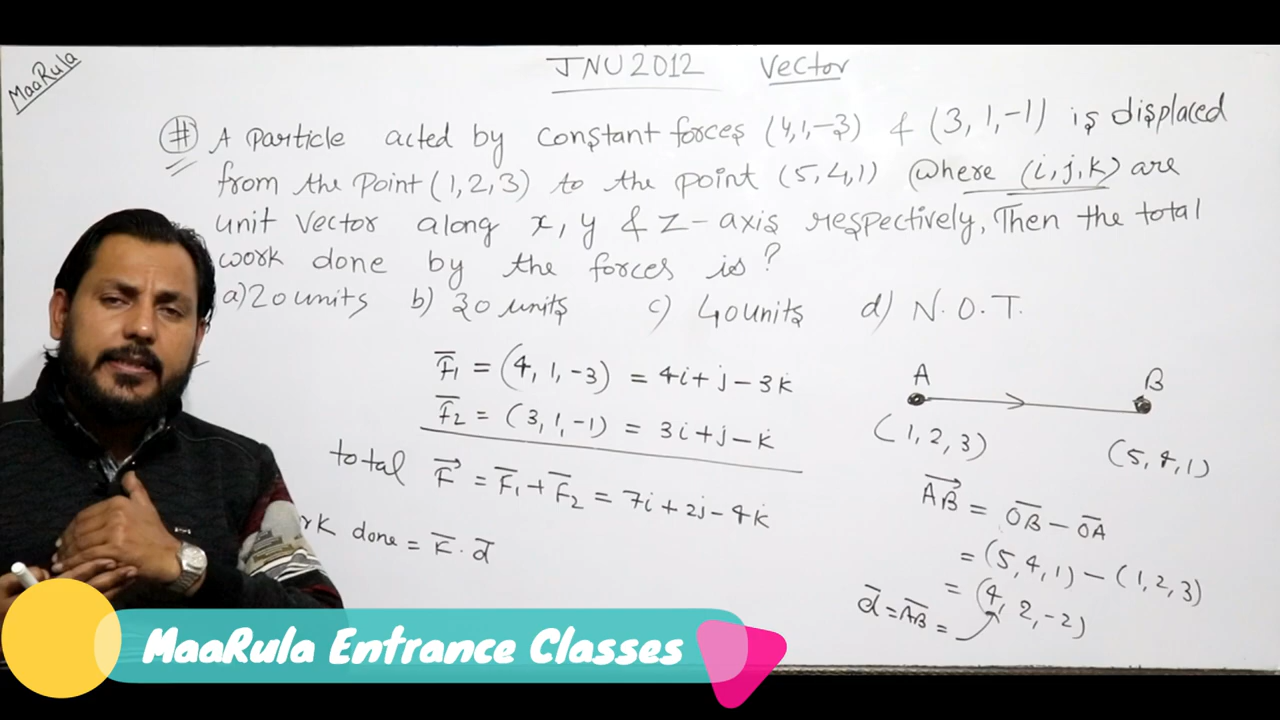 MaaRula
JNU 2012 Vector
# A Particle acted by constant forces (4,1,-3) & (3,1,-1) is displaced
from the Point (1,2,3) to the point (5,4,1) (where (i,j,k) are
unit vector along x, y & z-axis respectively, Then the total
work done by the forces is?
a) 20 units b) 30 units c) 40 units d) N.O.T.
F₁ = (4, 1, -3) = 4i + j - 3k
F₂ = (3, 1, -1) = 3i + j - k
total F = F₁ + F₂ = 7i + 2j - 4k
rk done = F . d
A B
(1, 2, 3) (5, 4, 1)
AB = OB - OA
= (5, 4, 1) - (1, 2, 3)
= (4, 2, -2)
d = AB =
MaaRula Entrance Classes